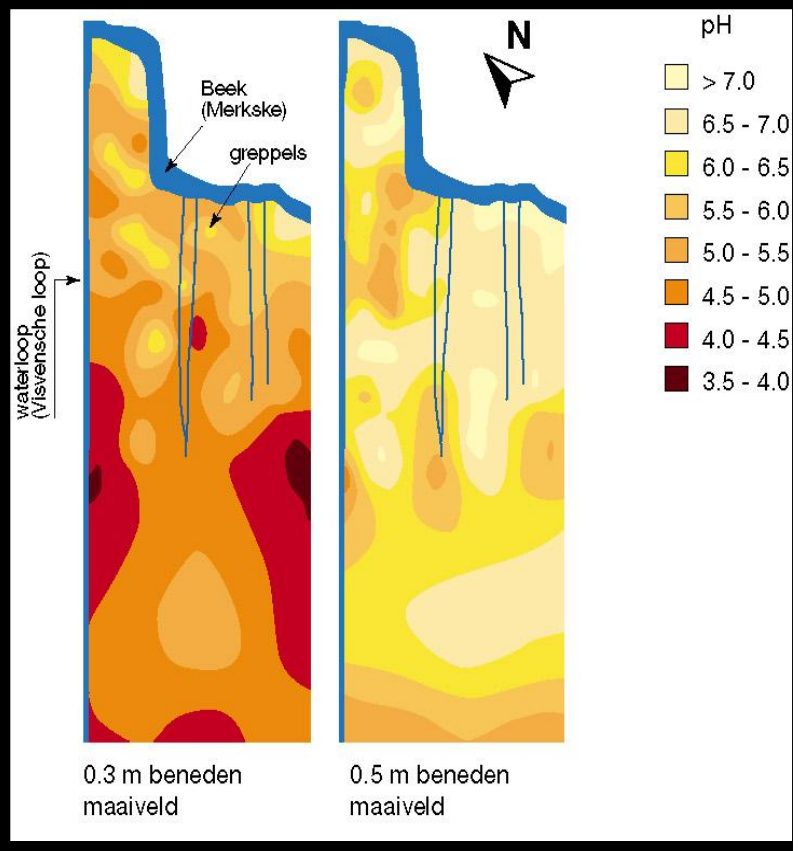 N
pH
Beek
(Merkske)
greppels
waterloop
(Visvensche loop)
> 7.0
6.5 - 7.0
6.0 - 6.5
5.5 - 6.0
5.0 - 5.5
4.5 - 5.0
4.0 - 4.5
3.5 - 4.0
0.3 m beneden
maaiveld
0.5 m beneden
maaiveld